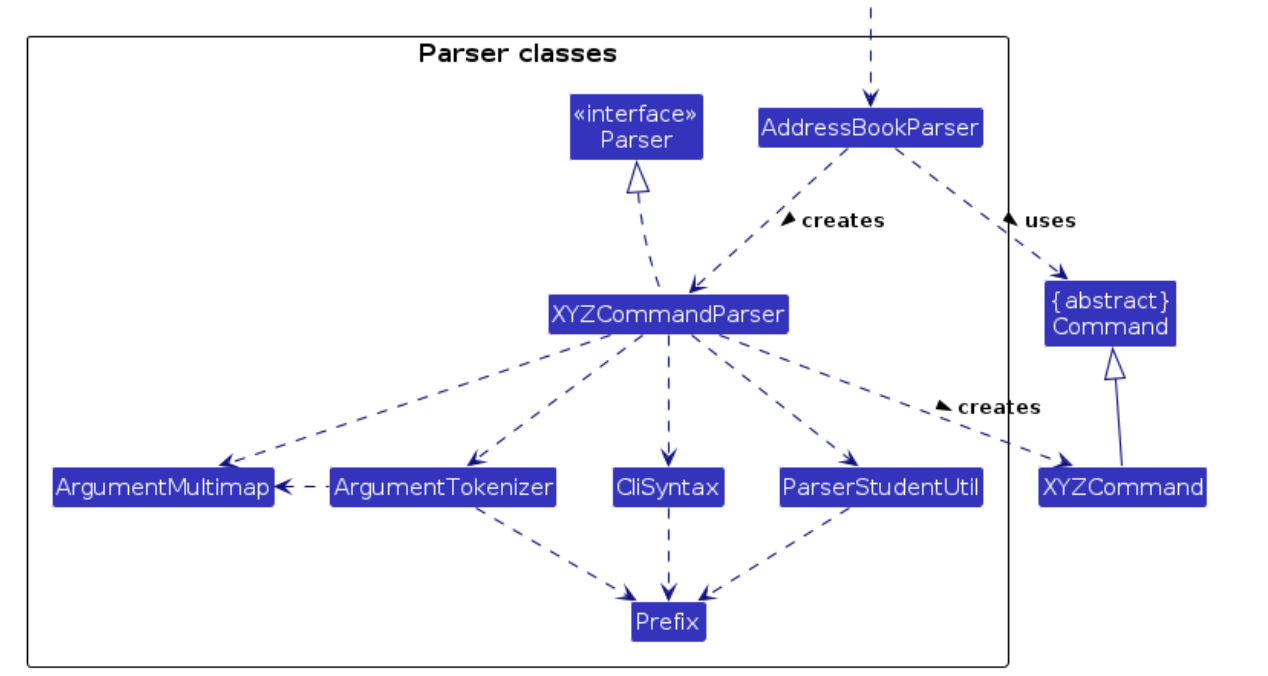 Parser classes
«interface»
Parser
AddressBookParser
creates
uses
XYZCommandParser
{abstract}
Command
creates
ArgumentMultimap
ArgumentTokenizer
CliSyntax
ParserStudentUtil
XYZCommand
Prefix